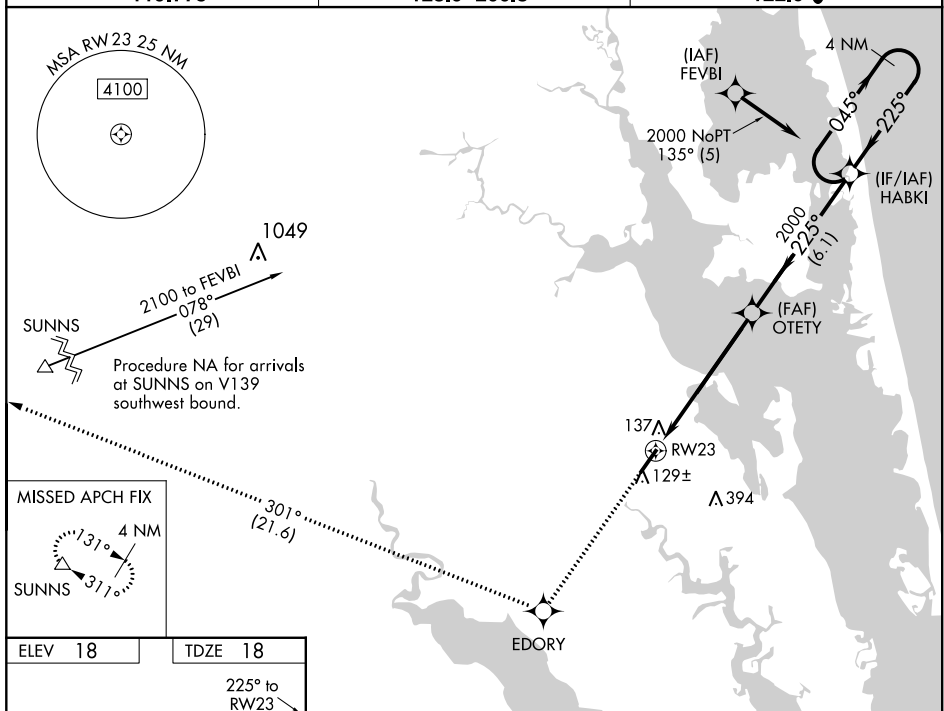 MSA RW23 25 NM
4100
(IAF)
FEVBI
2000 NoPT
135° (5)
4 NM
045°
225°
(IF/IAF)
HABKI
2000
225°
(6.1)
(FAF)
OTETY
1049
2100 to FEVBI
078°
(29)
SUNNS
Procedure NA for arrivals
at SUNNS on V139
southwest bound.
137
RW23
129±
394
301°
(21.6)
EDORY
MISSED APCH FIX
4 NM
131°
311°
SUNNS
ELEV 18
TDZE 18
225° to
RW23